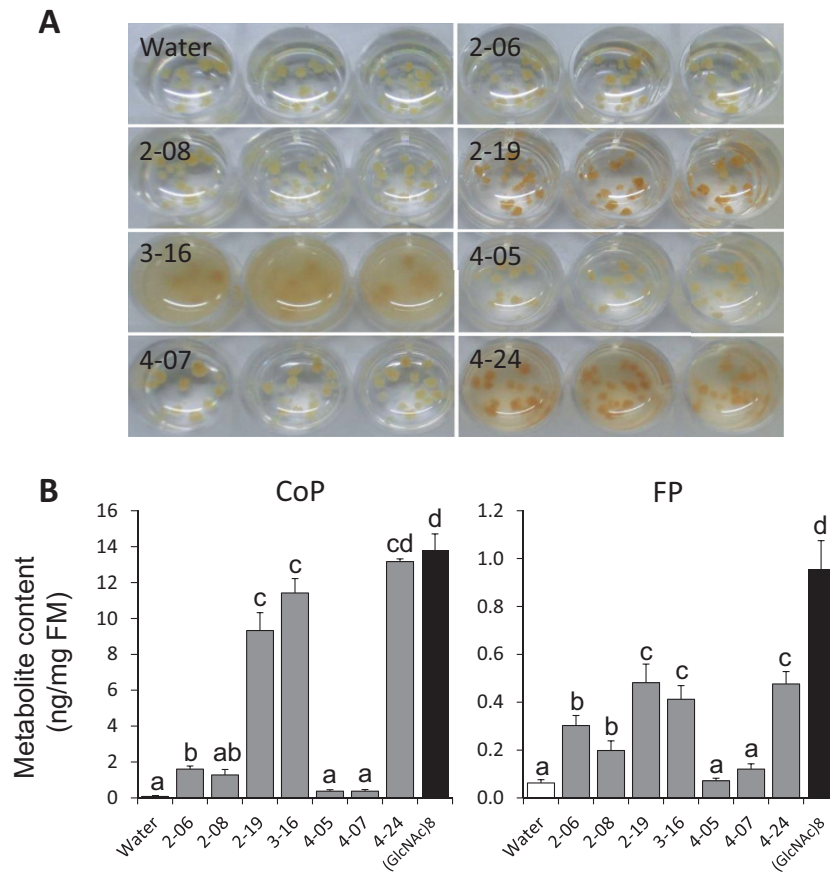 A
Water
2-06
2-08
2-19
3-16
4-05
4-07
4-24
B
CoP
FP
Metabolite content
(ng/mg FM)
16
14
12
10
8
6
4
2
0
a
b
ab
c
c
a
a
cd
d
Water
2-06
2-08
2-19
3-16
4-05
4-07
4-24
(GlcNAc)8
1.2
1.0
0.8
0.6
0.4
0.2
0.0
a
b
b
c
c
a
a
c
d
Water
2-06
2-08
2-19
3-16
4-05
4-07
4-24
(GlcNAc)8